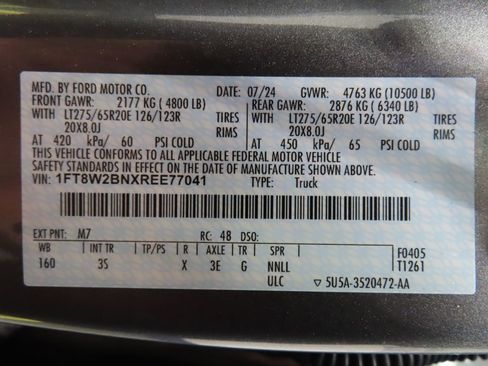 MFD. BY FORD MOTOR CO. DATE: 07/24 GVWR: 4763 KG (10500 LB)
FRONT GAWR: 2177 KG ( 4800 LB) REAR GAWR: 2876 KG ( 6340 LB)
WITH LT275/65R20E 126/123R TIRES WITH LT275/65R20E 126/123R TIRES
20X8.0J RIMS 20X8.0J RIMS
AT 420 kPa/ 60 PSI COLD AT 450 kPa/ 65 PSI COLD
THIS VEHICLE CONFORMS TO ALL APPLICABLE FEDERAL MOTOR VEHICLE
SAFETY STANDARDS IN EFFECT ON THE DATE OF MANUFACTURE SHOWN ABOVE.
VIN: 1FT8W2BNXREE77041 TYPE: Truck
EXT PNT: M7 RC: 48 DSO:
WB INT TR TP/PS R AXLE TR SPR F0405
160 3S X 3E G NNLL T1261
ULC 5U5A-3520472-AA